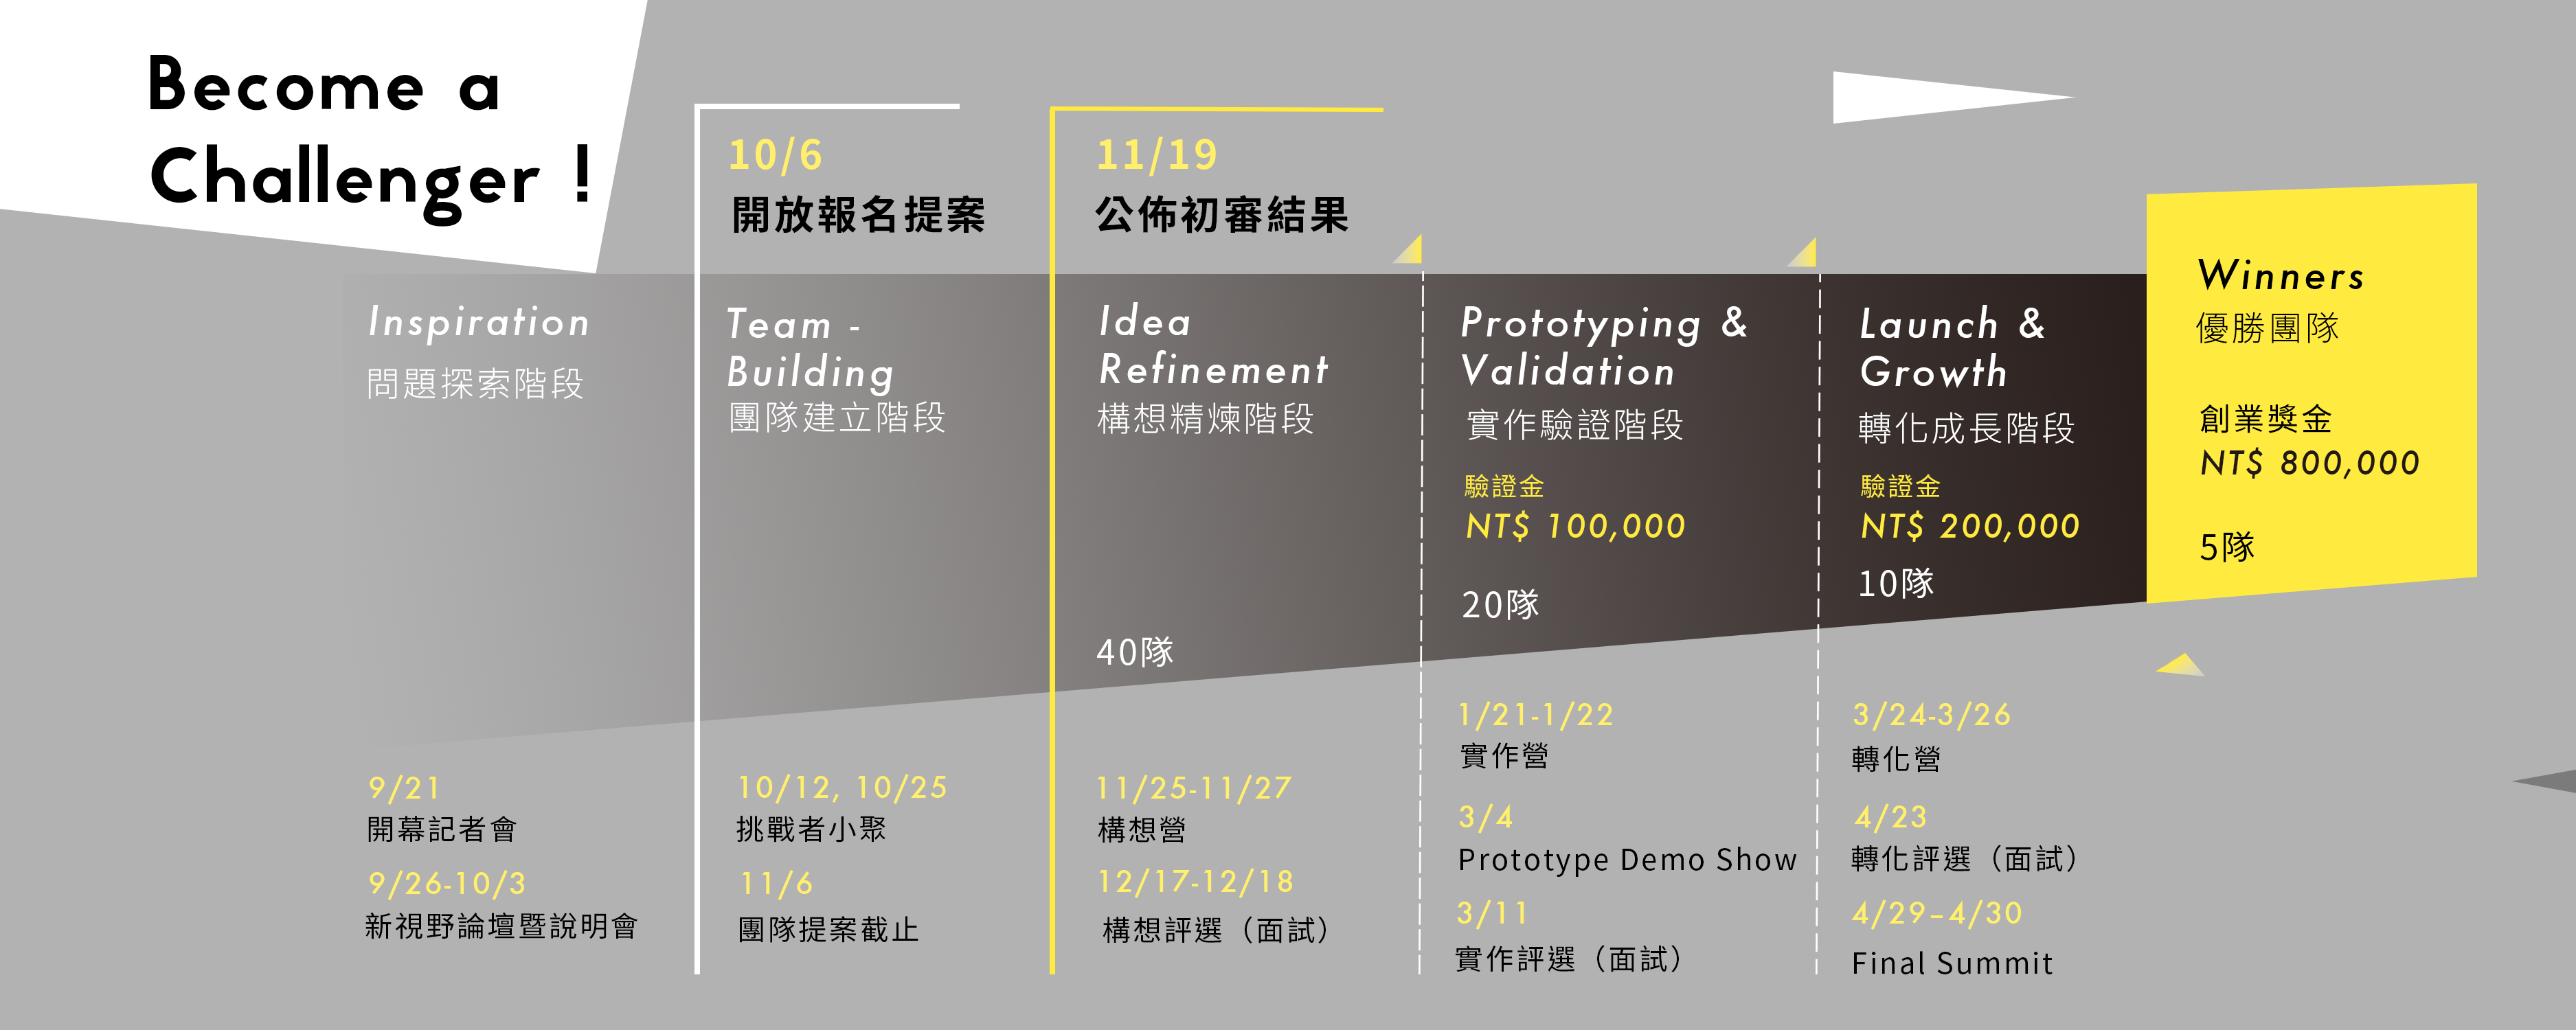 Become a
Challenger !
10/6
開放報名提案
11/19
公佈初審結果
Inspiration
問題探索階段
9/21
開幕記者會
9/26-10/3
新視野論壇暨說明會
Team -
Building
團隊建立階段
10/12, 10/25
挑戰者小聚
11/6
團隊提案截止
Idea
Refinement
構想精煉階段
40隊
11/25-11/27
構想營
12/17-12/18
構想評選（面試）
Prototyping &
Validation
實作驗證階段
驗證金
NT$ 100,000
20隊
1/21-1/22
實作營
3/4
Prototype Demo Show
3/11
實作評選（面試）
Launch &
Growth
轉化成長階段
驗證金
NT$ 200,000
10隊
3/24-3/26
轉化營
4/23
轉化評選（面試）
4/29–4/30
Final Summit
Winners
優勝團隊
創業獎金
NT$ 800,000
5隊